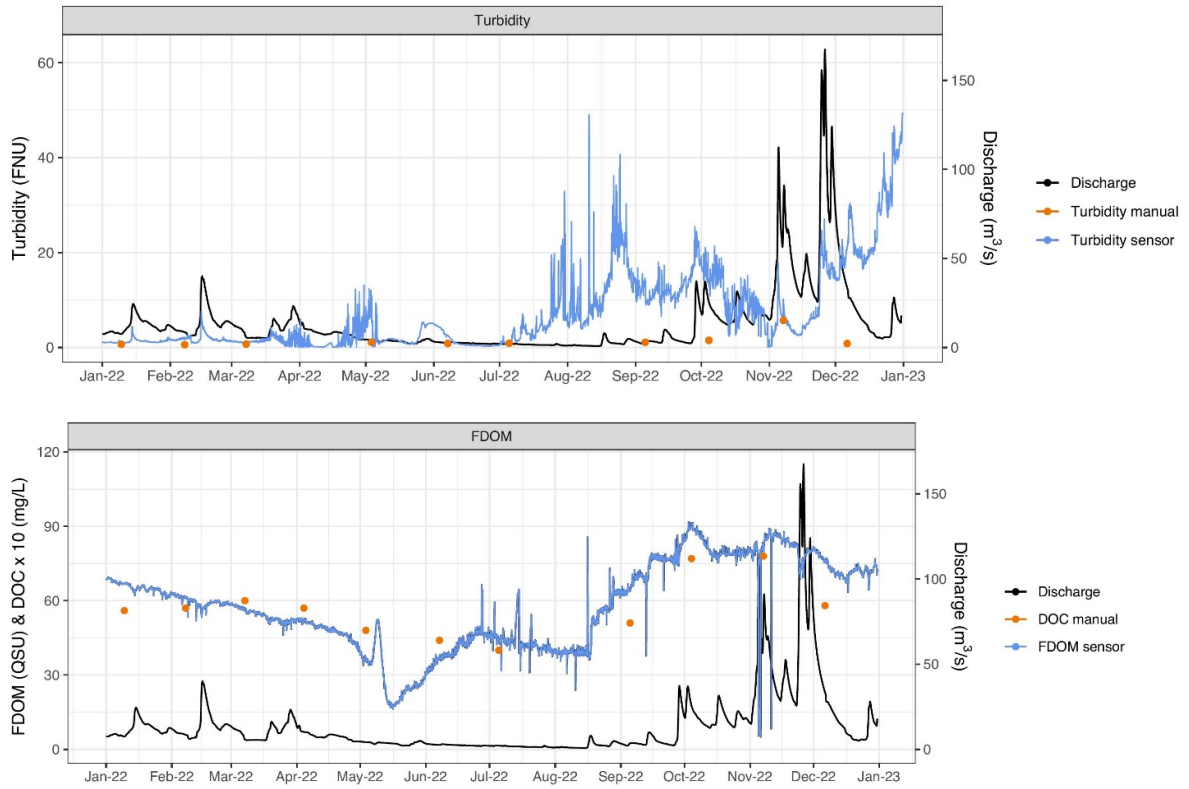 Turbidity
Turbidity (FNU)
60
40
20
0
150
100
50
0
Discharge (m³/s)
Jan-22 Feb-22 Mar-22 Apr-22 May-22 Jun-22 Jul-22 Aug-22 Sep-22 Oct-22 Nov-22 Dec-22 Jan-23
Discharge
Turbidity manual
Turbidity sensor
FDOM
FDOM (QSU) & DOC x 10 (mg/L)
120
90
60
30
0
150
100
50
0
Discharge (m³/s)
Jan-22 Feb-22 Mar-22 Apr-22 May-22 Jun-22 Jul-22 Aug-22 Sep-22 Oct-22 Nov-22 Dec-22 Jan-23
Discharge
DOC manual
FDOM sensor